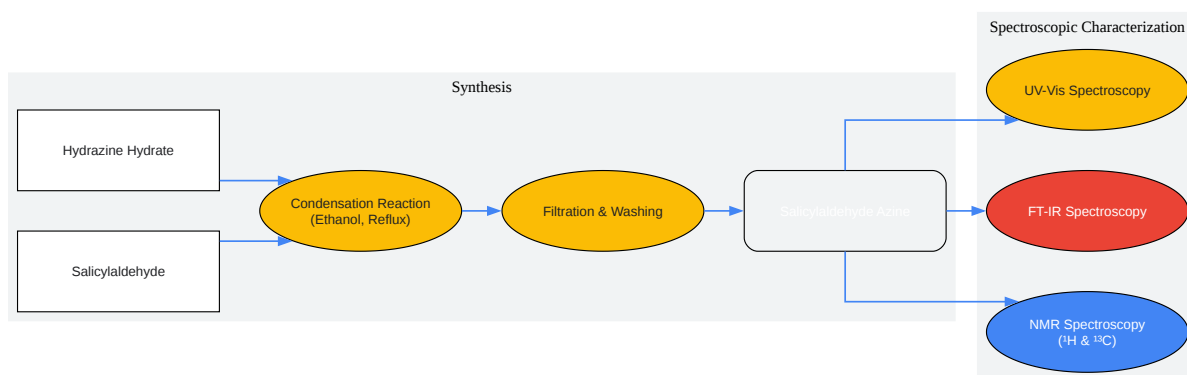 Spectroscopic Characterization
Synthesis
UV-Vis Spectroscopy
Hydrazine Hydrate
Condensation Reaction
(Ethanol, Reflux)
Filtration & Washing
Salicylaldehyde Azine
FT-IR Spectroscopy
Salicylaldehyde
NMR Spectroscopy
(¹H & ¹³C)